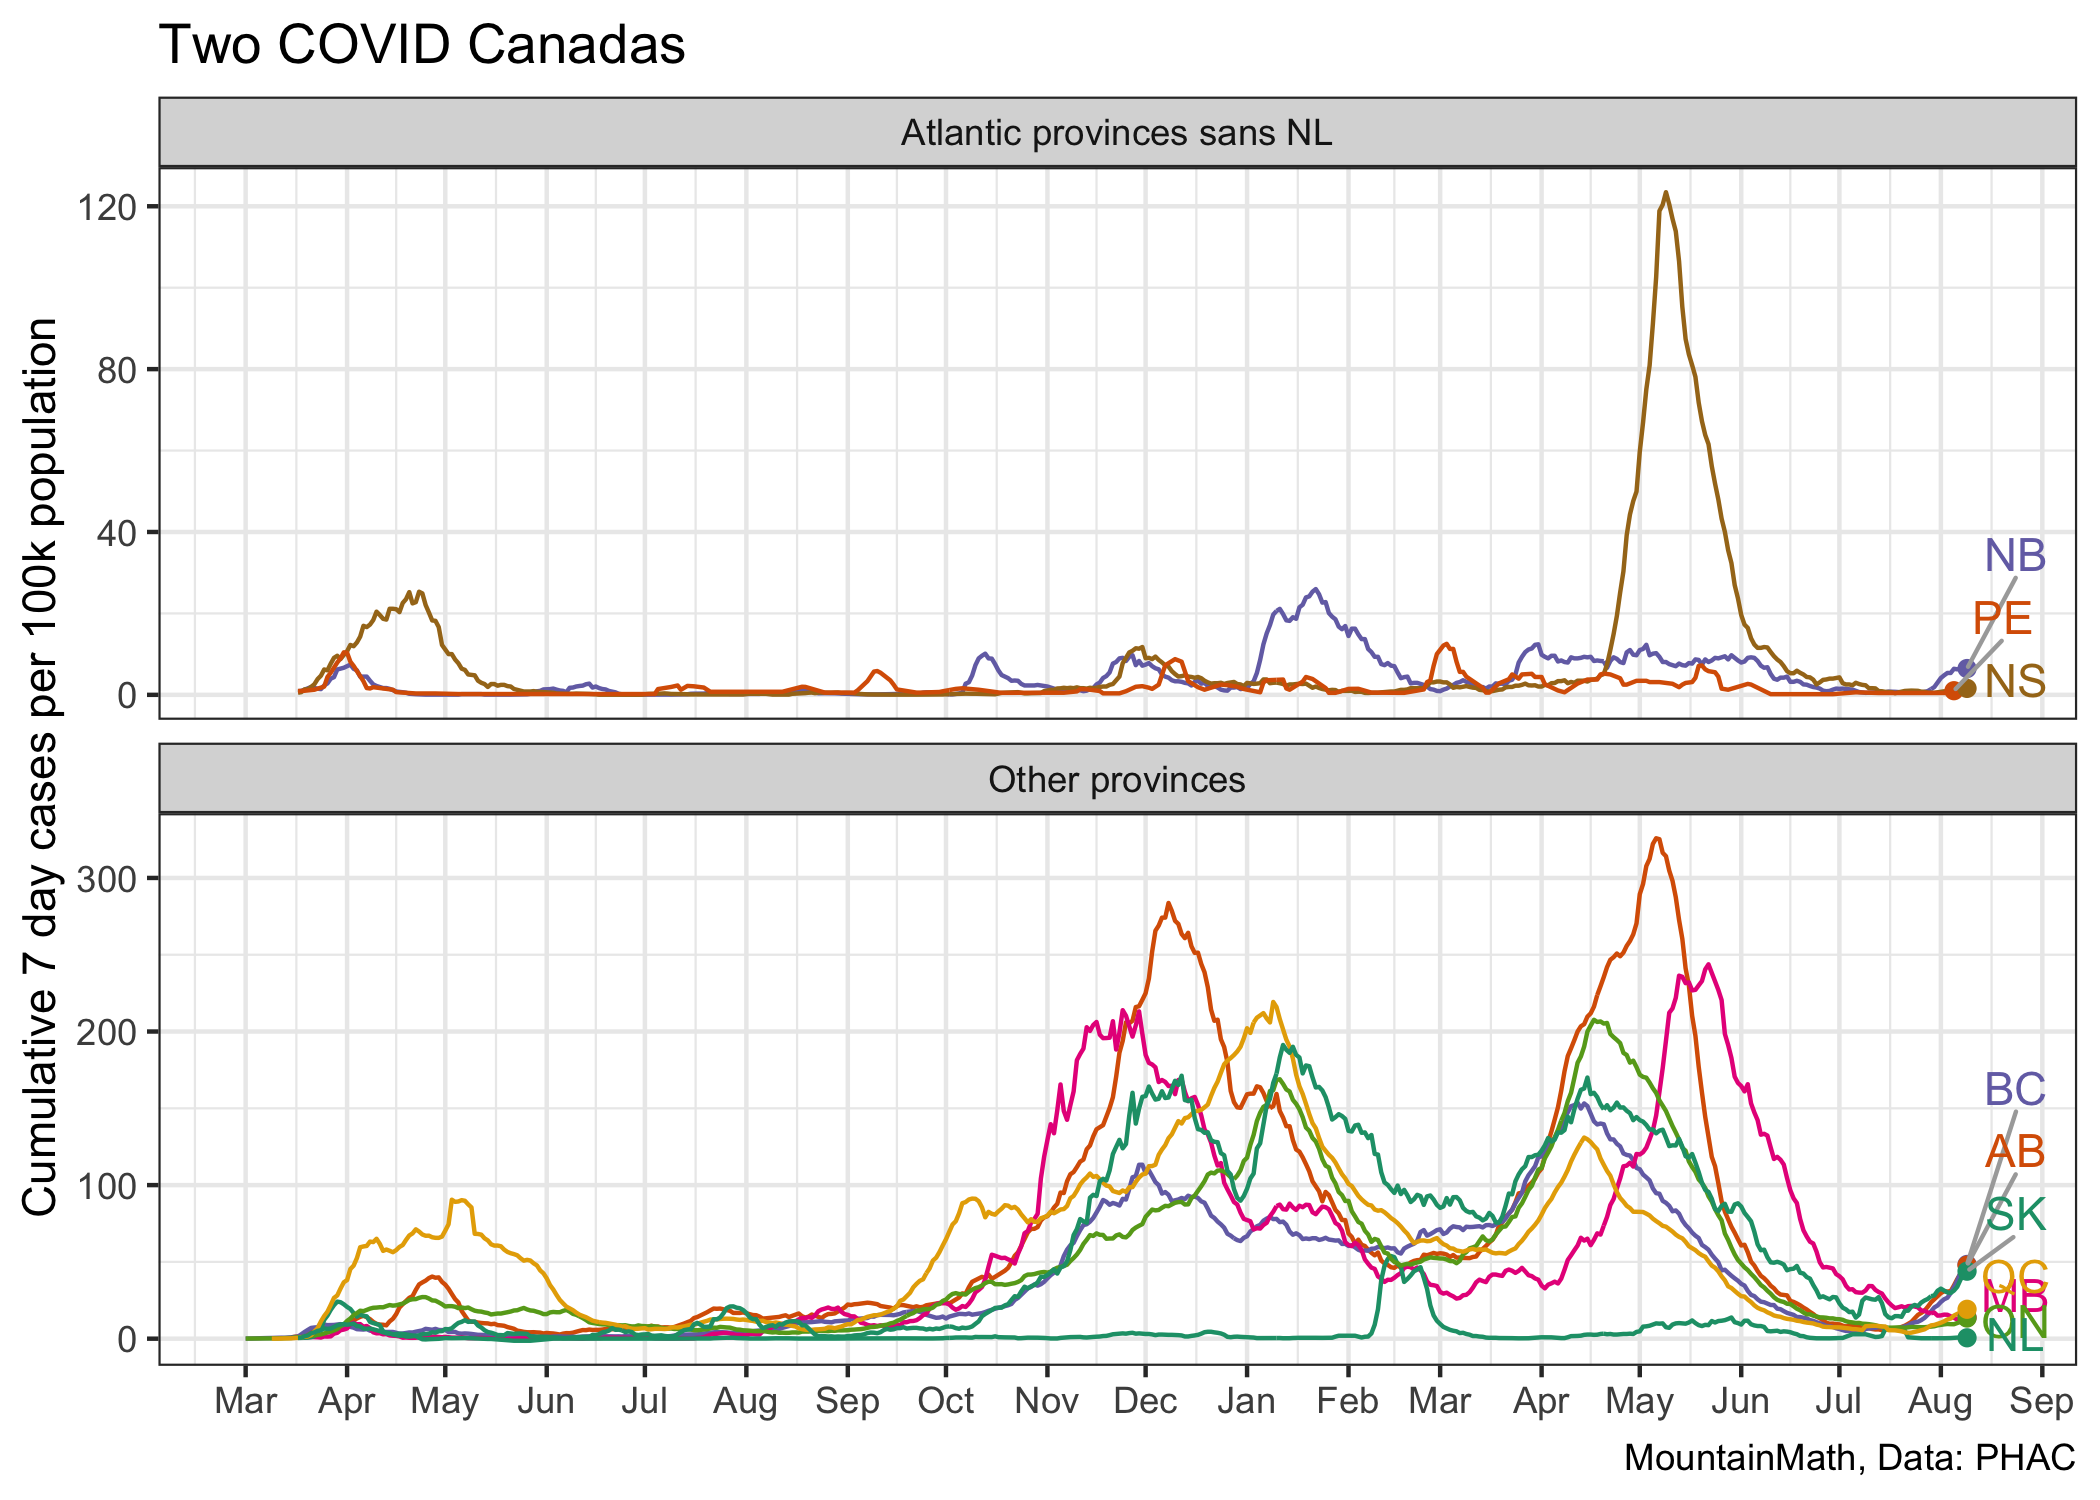 Two COVID Canadas
Atlantic provinces sans NL
120
80
40
0
NB
PE
NS
Cumulative 7 day cases per 100k population
Other provinces
300
200
100
0
BC
AB
SK
QC
MB
ON
NL
Mar Apr May Jun Jul Aug Sep Oct Nov Dec Jan Feb Mar Apr May Jun Jul Aug Sep
MountainMath, Data: PHAC